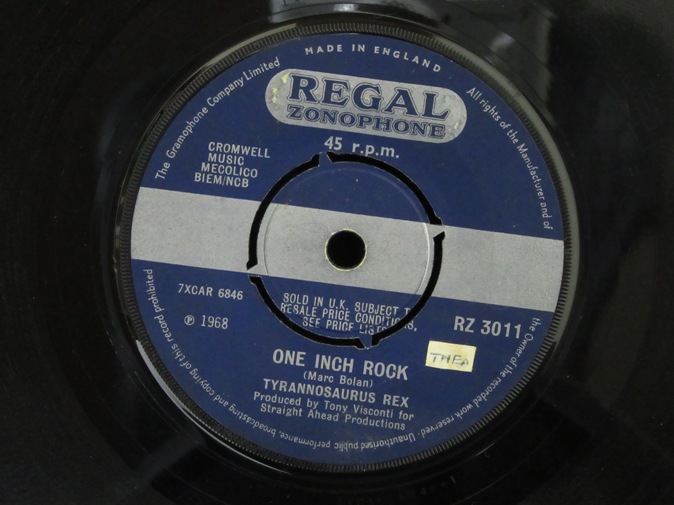 MADE IN ENGLAND
The Gramophone Company Limited
All rights of the Manufacturer and of
the Owner of the recorded work reserved. Unauthorised public performance, broadcasting and copying of this record prohibited
REGAL
ZONOPHONE
45 r.p.m.
CROMWELL
MUSIC
MECOLICO
BIEM/NCB
7XCAR 6846
℗ 1968
SOLD IN U.K. SUBJECT T
RESALE PRICE CONDITIONS,
SEE PRICE LISTS
RZ 3011
ONE INCH ROCK
(Marc Bolan)
TYRANNOSAURUS REX
Produced by Tony Visconti for
Straight Ahead Productions